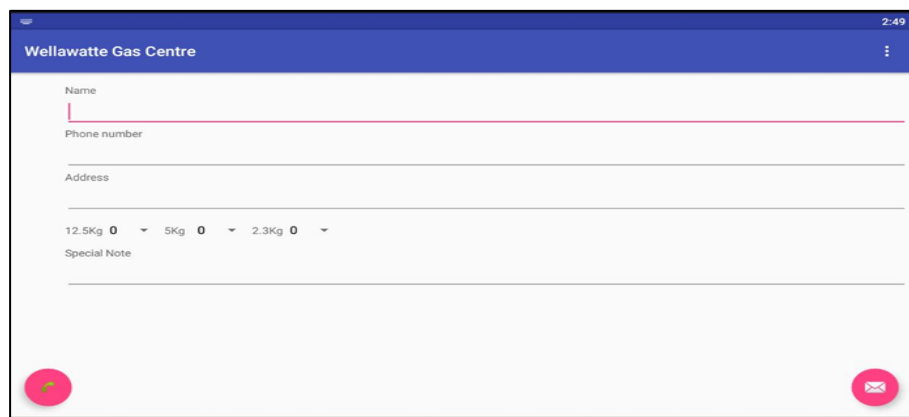 2:49
Wellawatte Gas Centre
Name
Phone number
Address
12.5Kg 0 5Kg 0 2.3Kg 0
Special Note